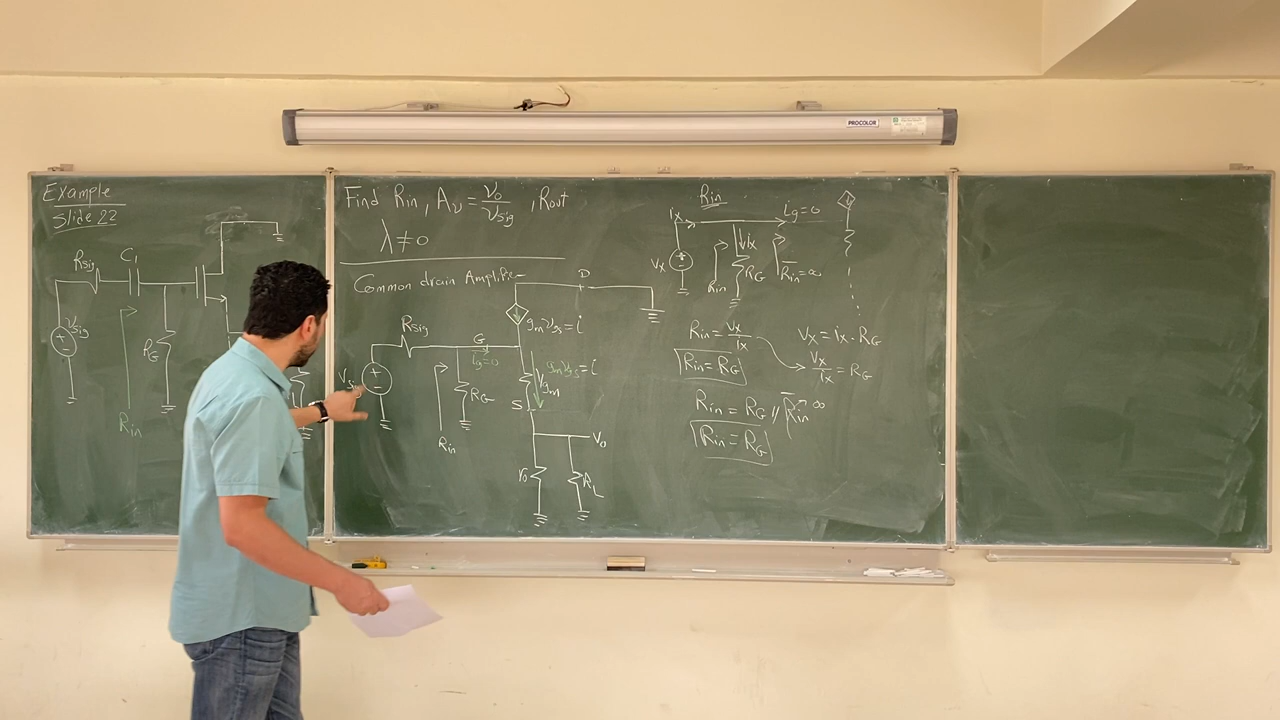 PROCOLOR
Example
Slide 22
Rsig
C1
Vsig
RG
Rin
Find Rin, Av = Vo/Vsig, Rout
λ≠0
Common drain Amplifie
D
gmVgs = i
Rsig
G
ig=0
gmVgs = i
1/gm
RG
S
Rin
Vo
ro
RL
Rin
ix
ig=0
ix
Vx
RG
Rin
Rin=∞
Rin = Vx/ix
Vx = ix · RG
Rin = RG
Vx/ix = RG
Rin = RG // Rin ∞
Rin = RG